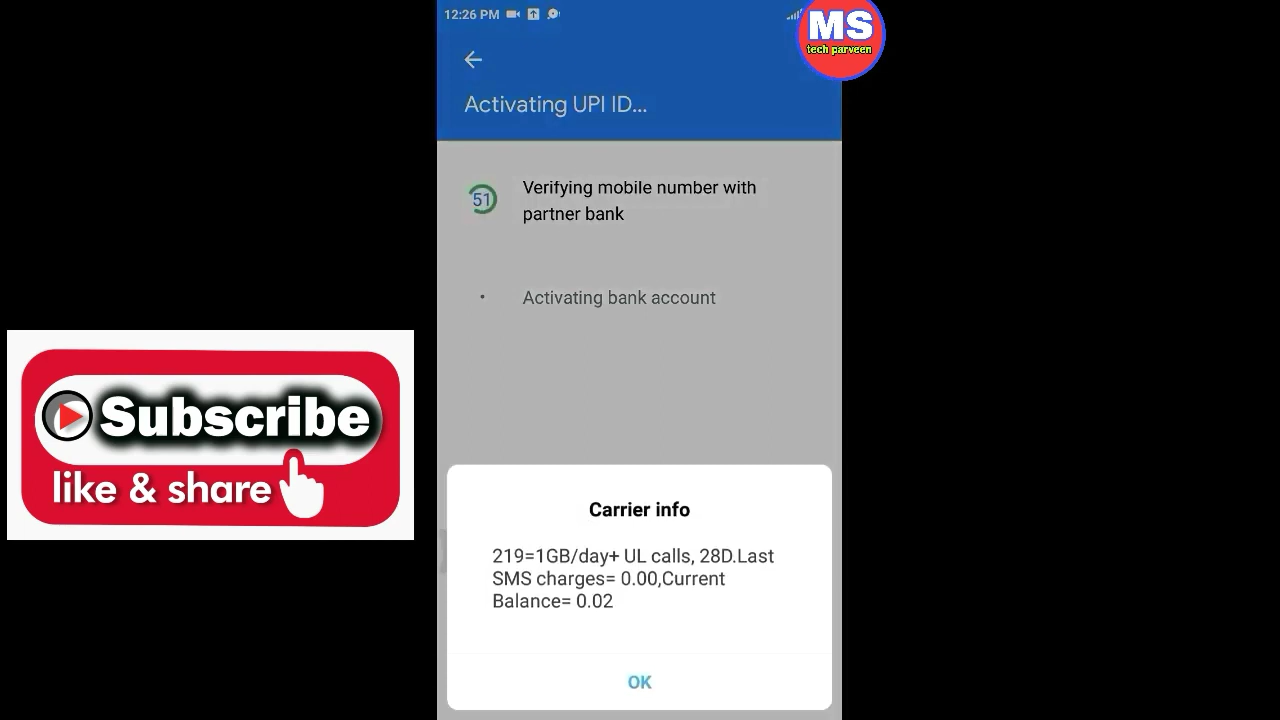 12:26 PM
MS
tech parveen
Activating UPI ID...
51
Verifying mobile number with
partner bank
Activating bank account
Subscribe
like & share
Carrier info
219=1GB/day+ UL calls, 28D.Last
SMS charges= 0.00,Current
Balance= 0.02
OK